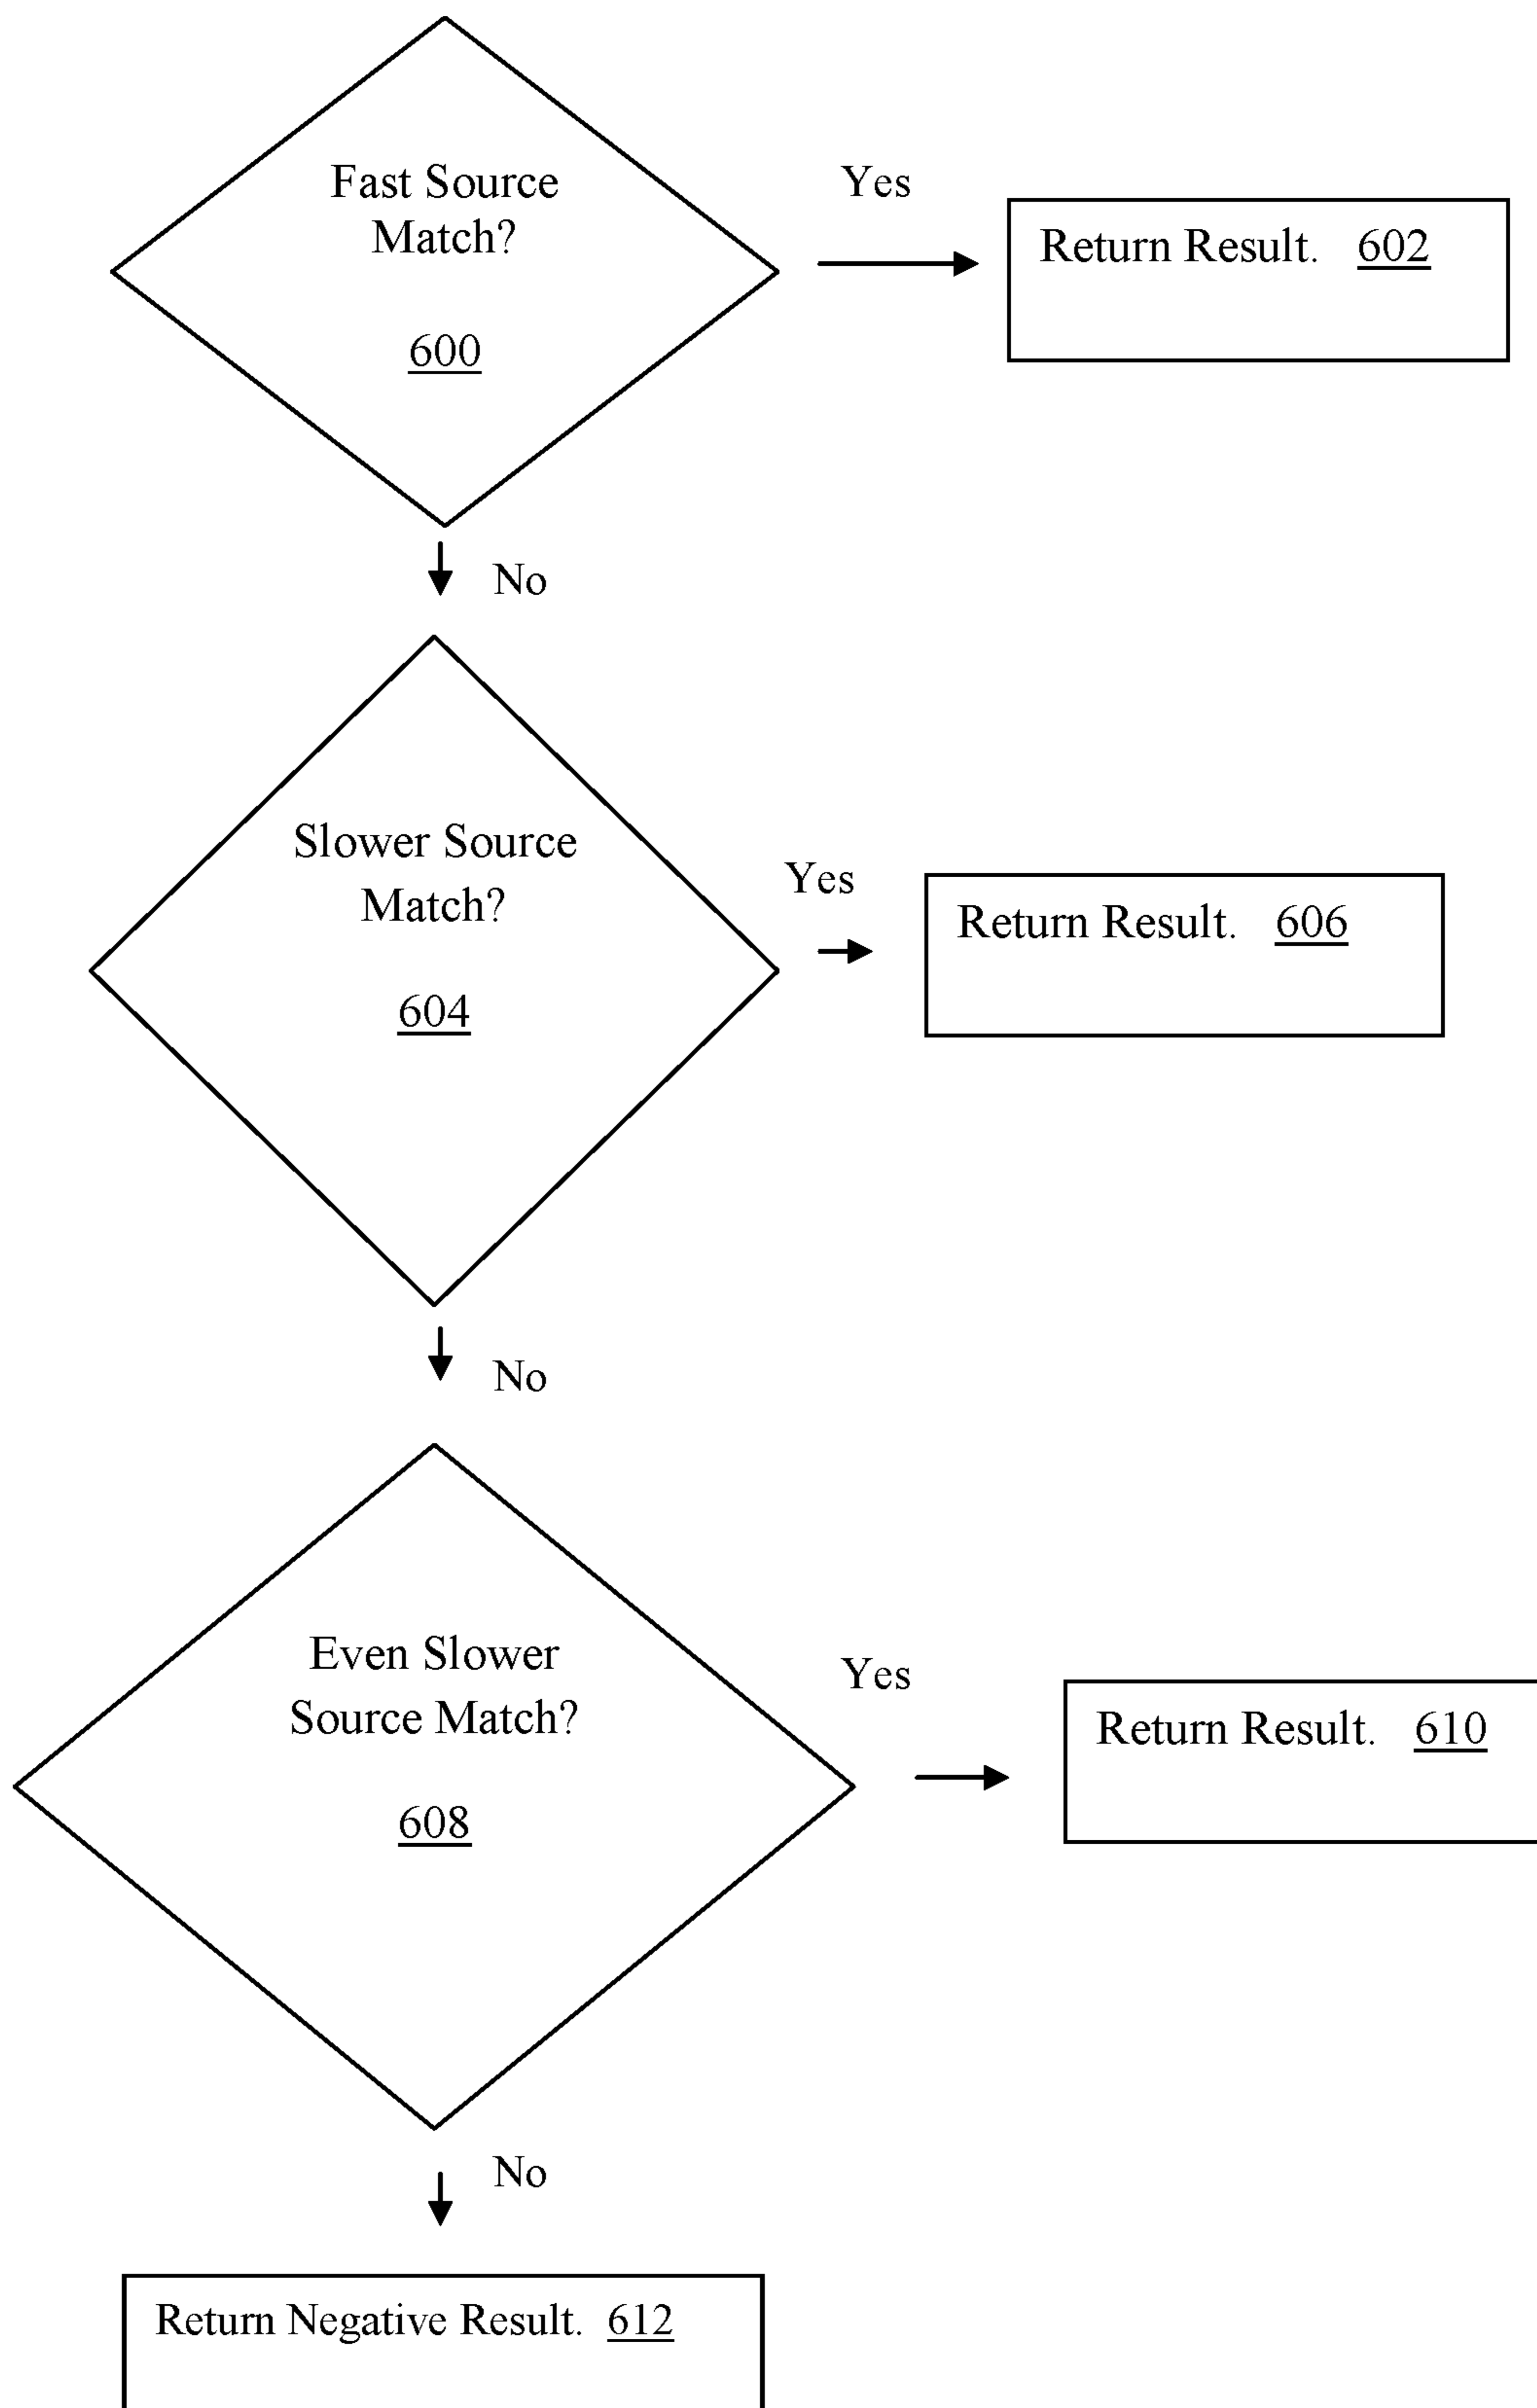 Fast Source
Match?
600
Yes
Return Result. 602
No
Slower Source
Match?
604
Yes
Return Result. 606
No
Even Slower
Source Match?
608
Yes
Return Result. 610
No
Return Negative Result. 612